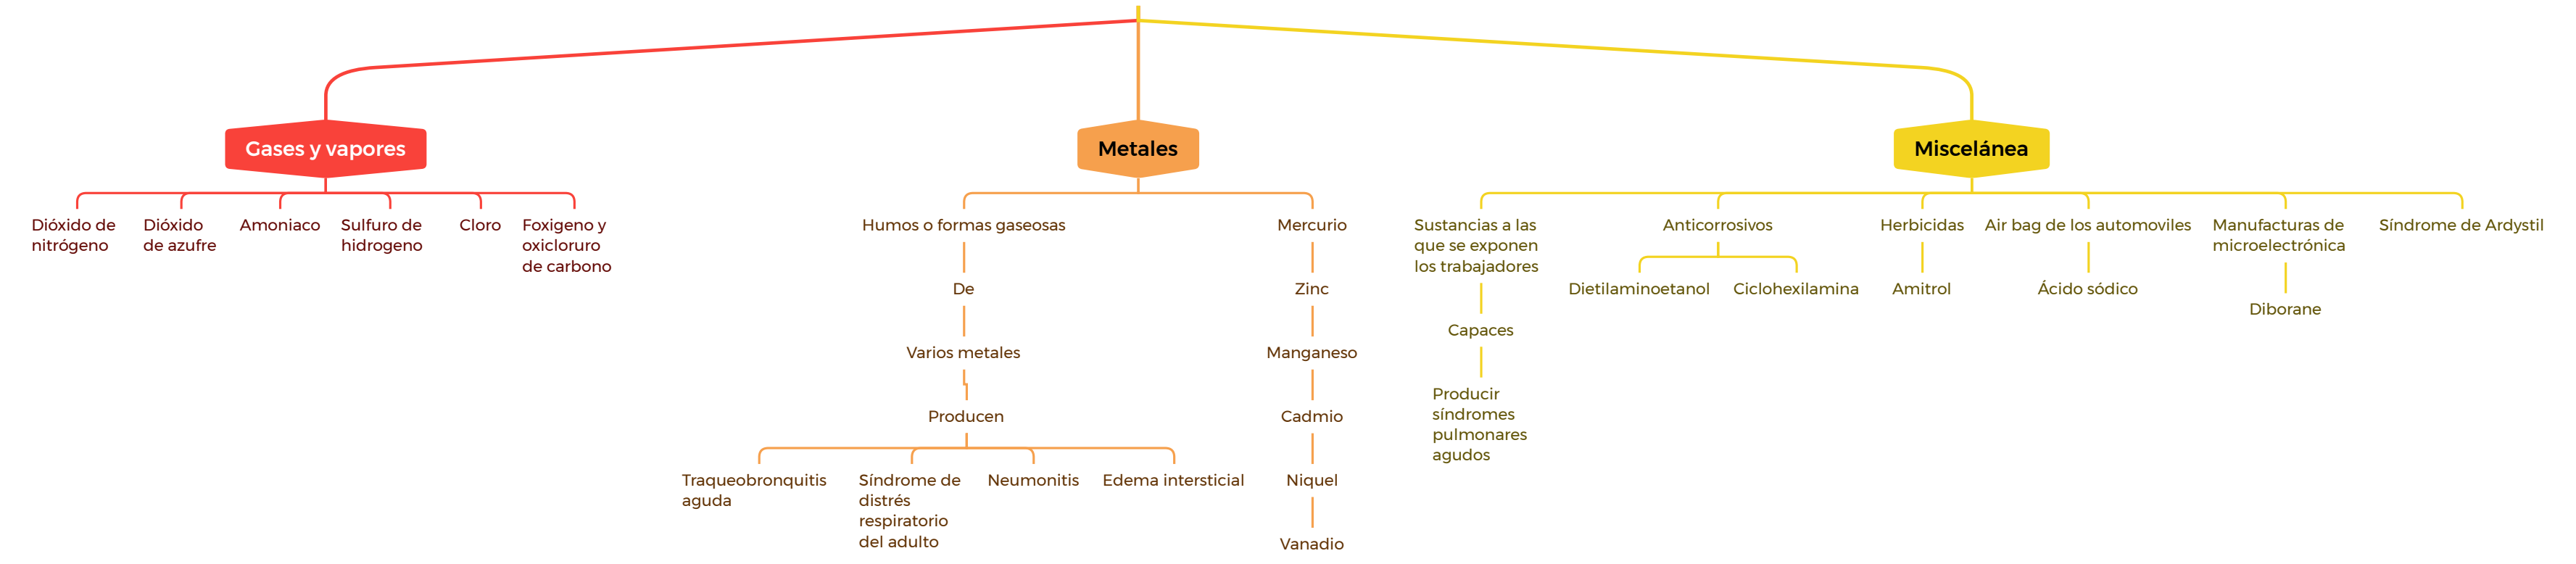 Gases y vapores
Dióxido de
nitrógeno
Dióxido
de azufre
Amoniaco
Sulfuro de
hidrogeno
Cloro
Foxigeno y
oxicloruro
de carbono
Metales
Humos o formas gaseosas
De
Varios metales
Producen
Traqueobronquitis
aguda
Síndrome de
distrés
respiratorio
del adulto
Neumonitis
Edema intersticial
Mercurio
Zinc
Manganeso
Cadmio
Niquel
Vanadio
Miscelánea
Sustancias a las
que se exponen
los trabajadores
Capaces
Producir
síndromes
pulmonares
agudos
Anticorrosivos
Dietilaminoetanol
Ciclohexilamina
Herbicidas
Amitrol
Air bag de los automoviles
Ácido sódico
Manufacturas de
microelectrónica
Diborane
Síndrome de Ardystil